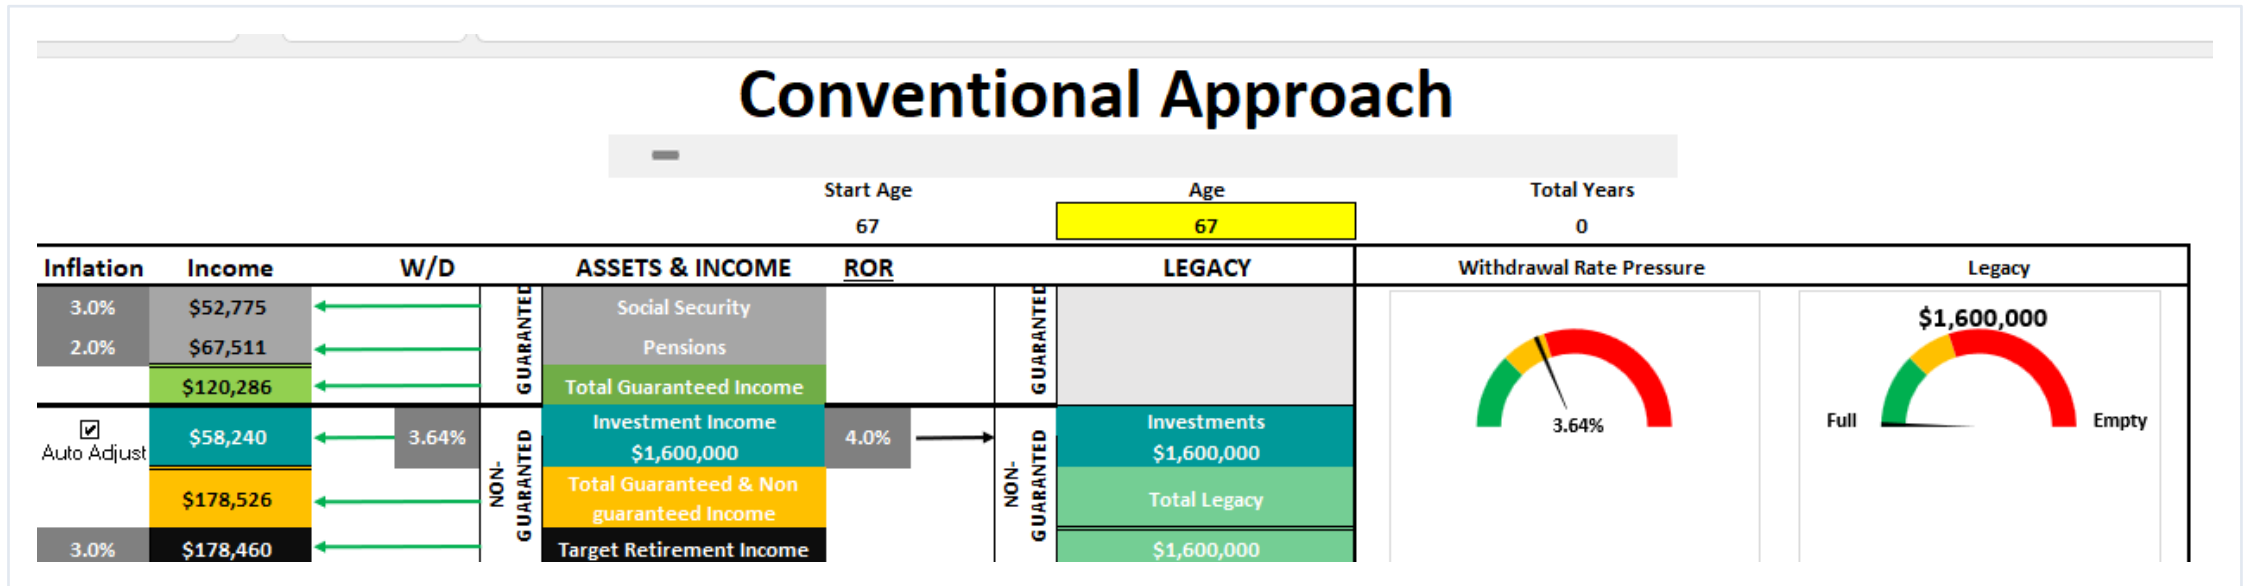 Conventional Approach
Start Age Age Total Years
67 67 0
Inflation Income W/D ASSETS & INCOME ROR LEGACY Withdrawal Rate Pressure Legacy
3.0% $52,775 GUARANTEED Social Security GUARANTEED $1,600,000
2.0% $67,511 Pensions
$120,286 Total Guaranteed Income
Auto Adjust $58,240 3.64% NON-GUARANTEED Investment Income 4.0% NON-GUARANTEED Investments 3.64% Full Empty
$1,600,000 $1,600,000
$178,526 Total Guaranteed & Non Total Legacy
guaranteed Income
3.0% $178,460 Target Retirement Income $1,600,000